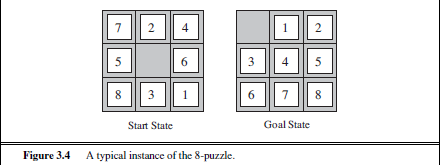 7 2 4 1 2
5 6 3 4 5
8 3 1 6 7 8
Start State Goal State
Figure 3.4 A typical instance of the 8-puzzle.